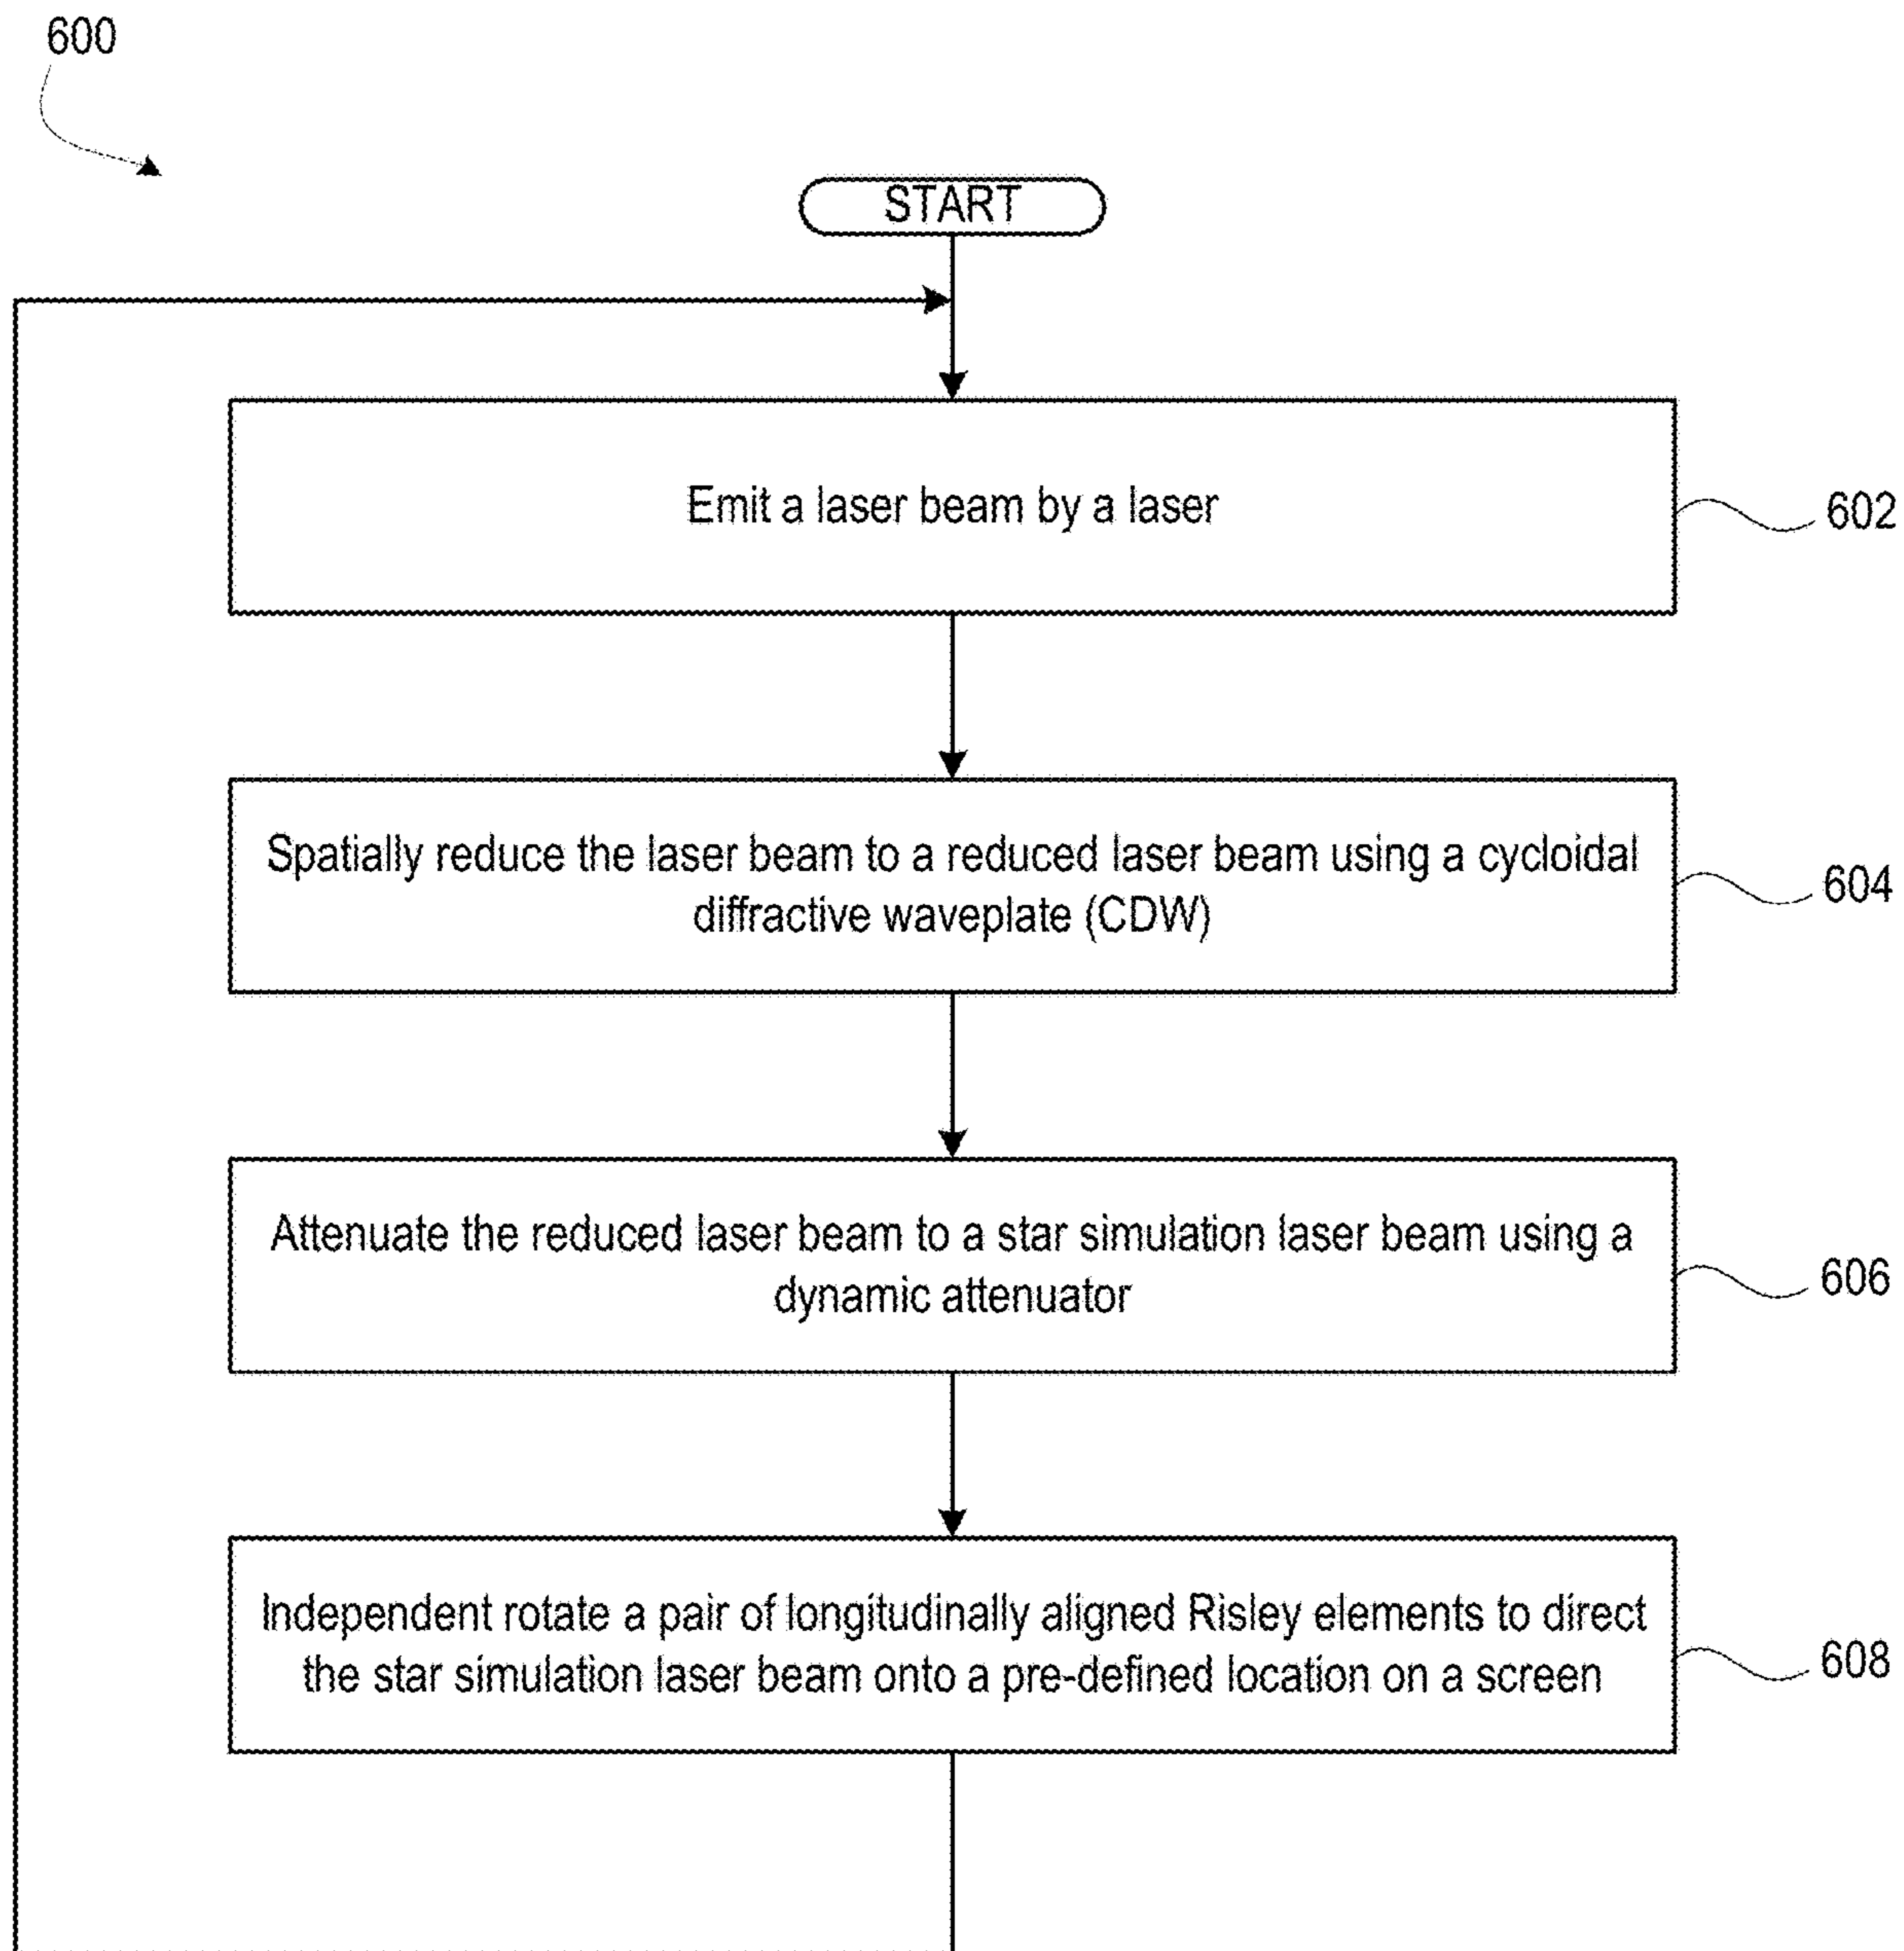 600
START
Emit a laser beam by a laser
602
Spatially reduce the laser beam to a reduced laser beam using a cycloidal
diffractive waveplate (CDW)
604
Attenuate the reduced laser beam to a star simulation laser beam using a
dynamic attenuator
606
Independent rotate a pair of longitudinally aligned Risley elements to direct
the star simulation laser beam onto a pre-defined location on a screen
608